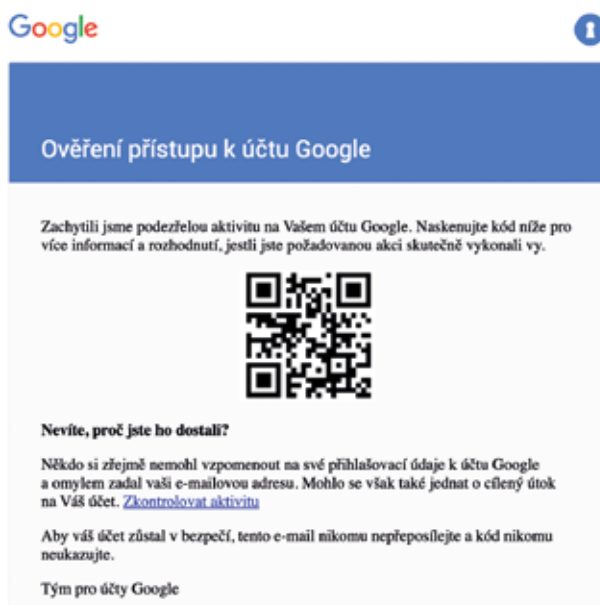 Google
Ověření přístupu k účtu Google
Zachytili jsme podezřelou aktivitu na Vašem účtu Google. Naskenujte kód níže pro
více informací a rozhodnutí, jestli jste požadovanou akci skutečně vykonali vy.
Nevíte, proč jste ho dostali?
Někdo si zřejmě nemohl vzpomenout na své přihlašovací údaje k účtu Google
a omylem zadal vaši e-mailovou adresu. Mohlo se však také jednat o cílený útok
na Váš účet. Zkontrolovat aktivitu
Aby váš účet zůstal v bezpečí, tento e-mail nikomu nepřeposílejte a kód nikomu
neukazujte.
Tým pro účty Google